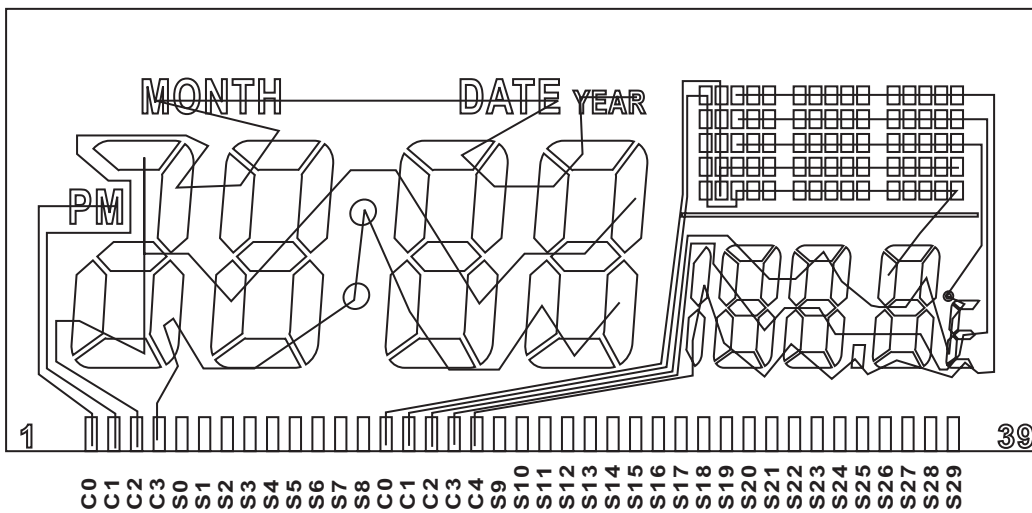 MONTH DATE YEAR
PM
1 39
C0 C1 C2 C3 S0 S1 S2 S3 S4 S5 S6 S7 S8 C0 C1 C2 C3 C4 S9 S10 S11 S12 S13 S14 S15 S16 S17 S18 S19 S20 S21 S22 S23 S24 S25 S26 S27 S28 S29